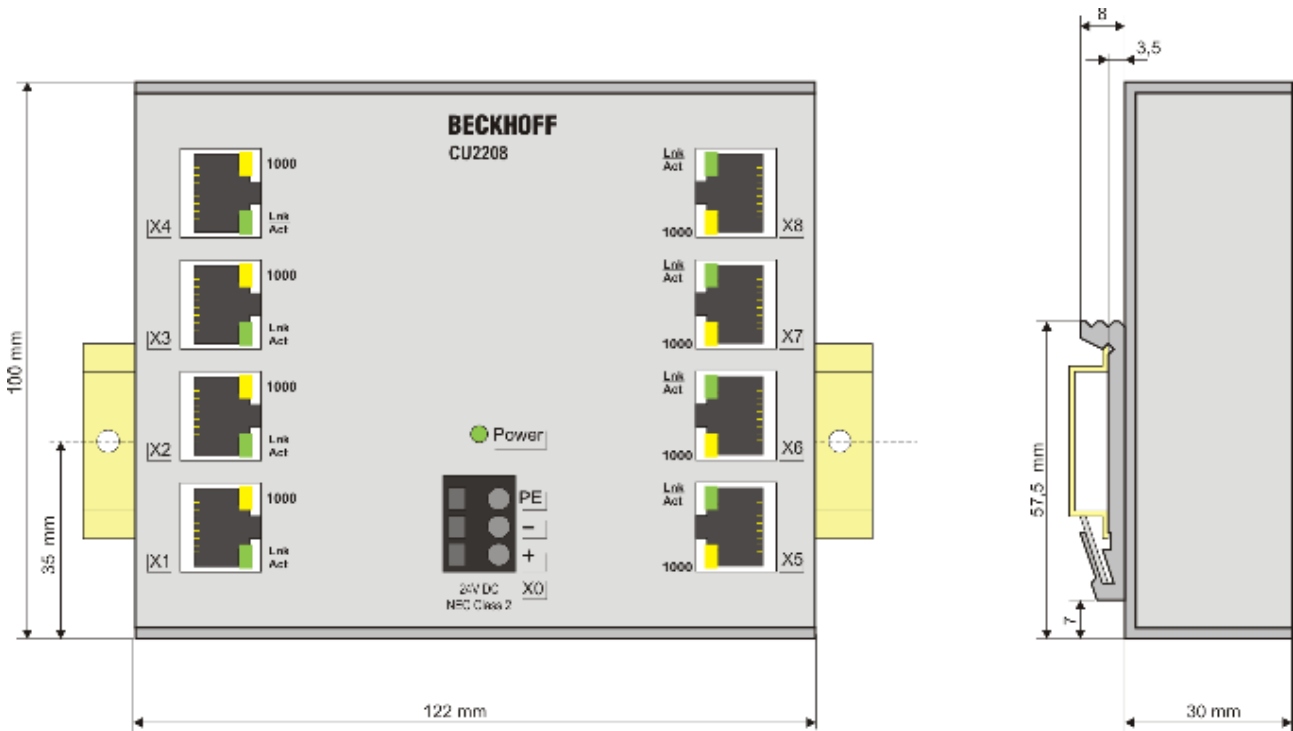 8
3,5
BECKHOFF
CU2208
1000
Lnk
Act
X4
Lnk
Act
1000
X8
1000
Lnk
Act
X3
Lnk
Act
1000
X7
100 mm
1000
Lnk
Act
X2
Lnk
Act
1000
X6
Power
57,5 mm
35 mm
1000
Lnk
Act
X1
Lnk
Act
1000
X5
PE
–
+
X0
24V DC
NEC Class 2
7
122 mm
30 mm